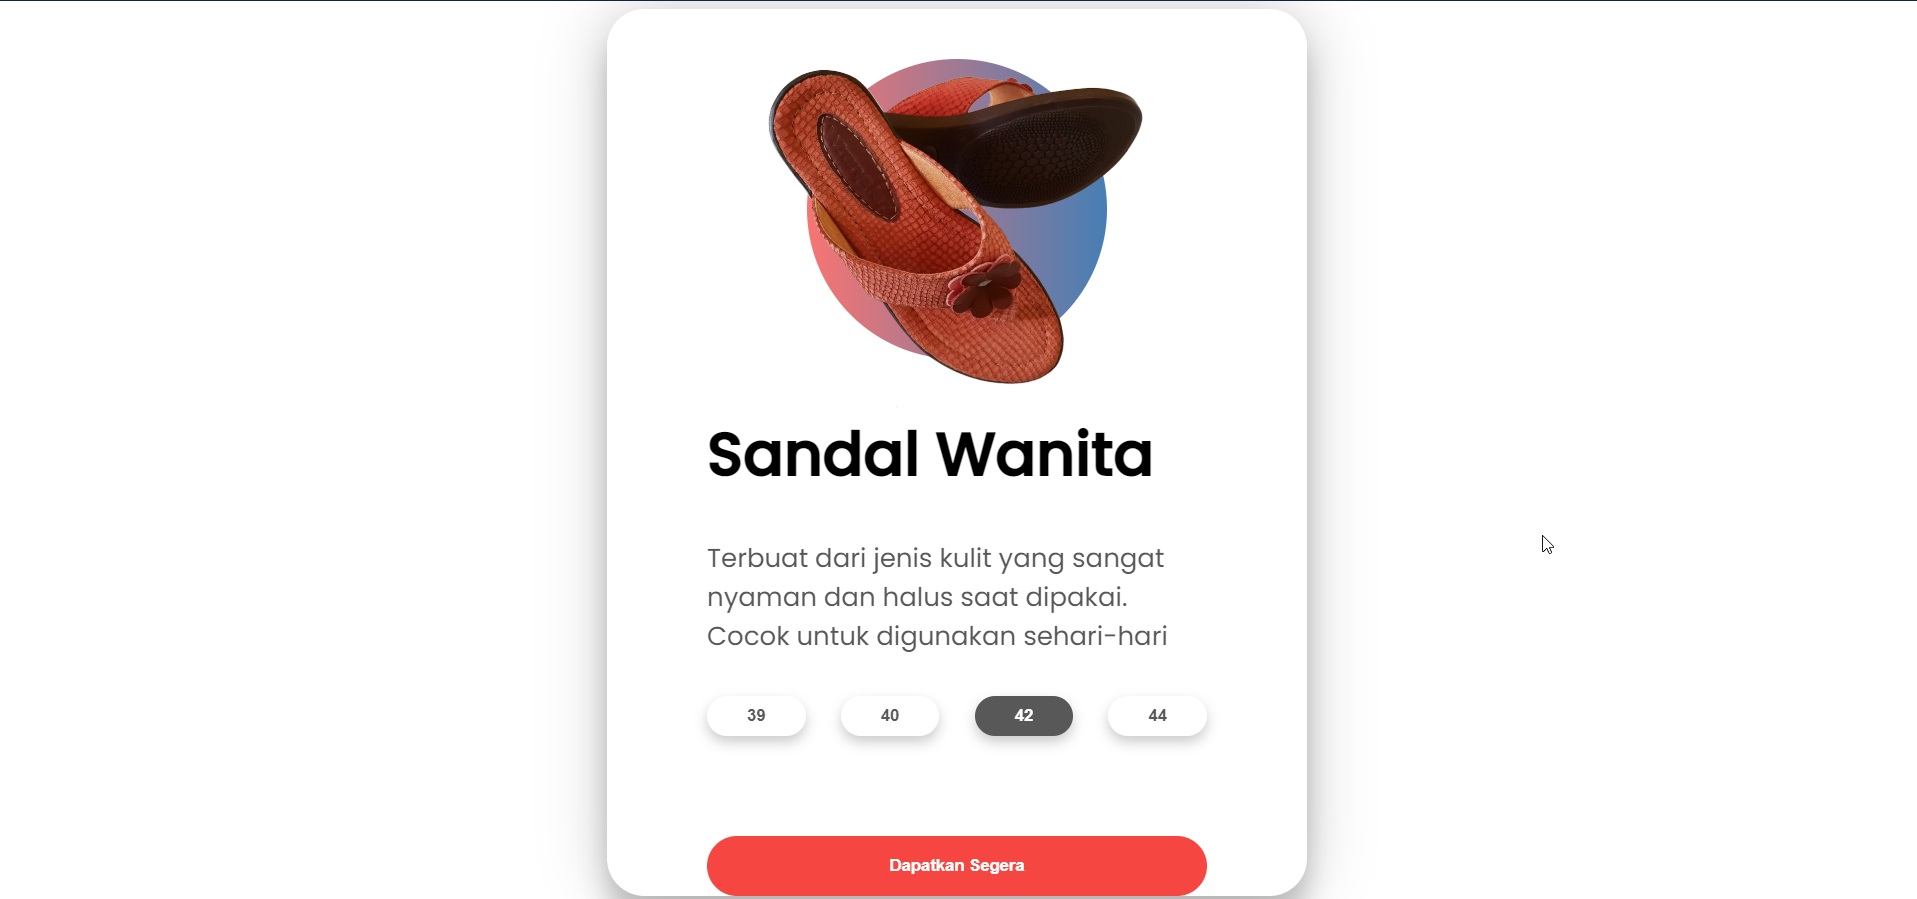 Sandal Wanita
Terbuat dari jenis kulit yang sangat
nyaman dan halus saat dipakai.
Cocok untuk digunakan sehari-hari
39 40 42 44
Dapatkan Segera